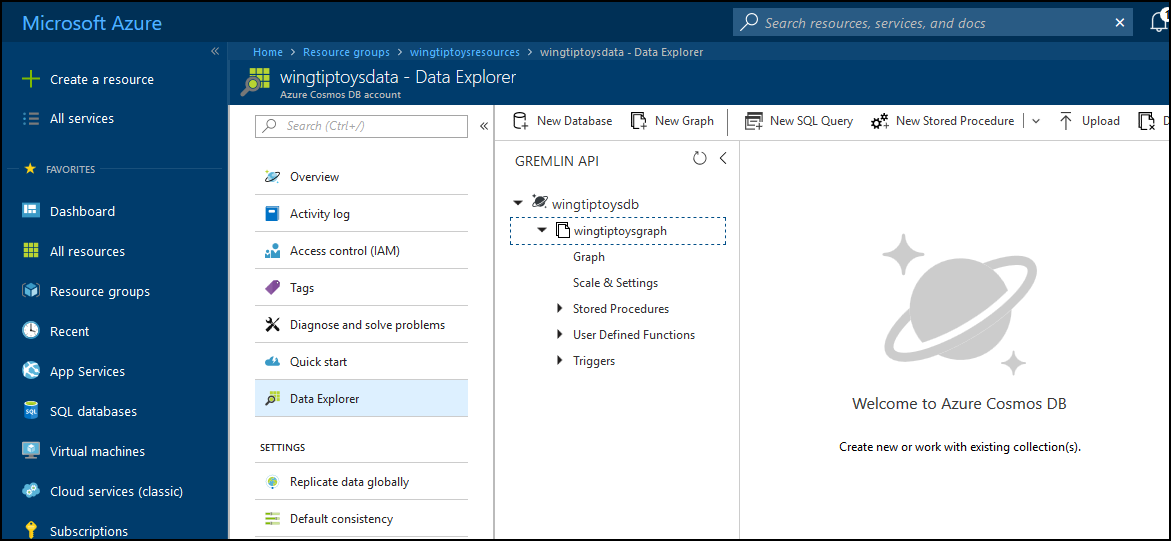 Microsoft Azure
Search resources, services, and docs
Home > Resource groups > wingtiptoysresources > wingtiptoysdata - Data Explorer
wingtiptoysdata - Data Explorer
Azure Cosmos DB account
Create a resource
All services
FAVORITES
Dashboard
All resources
Resource groups
Recent
App Services
SQL databases
SQL
Virtual machines
Cloud services (classic)
Subscriptions
Search (Ctrl+/)
Overview
Activity log
Access control (IAM)
Tags
Diagnose and solve problems
Quick start
Data Explorer
SETTINGS
Replicate data globally
Default consistency
New Database
New Graph
New SQL Query
New Stored Procedure
Upload
GREMLIN API
wingtiptoysdb
wingtiptoysgraph
Graph
Scale & Settings
Stored Procedures
User Defined Functions
Triggers
Welcome to Azure Cosmos DB
Create new or work with existing collection(s).